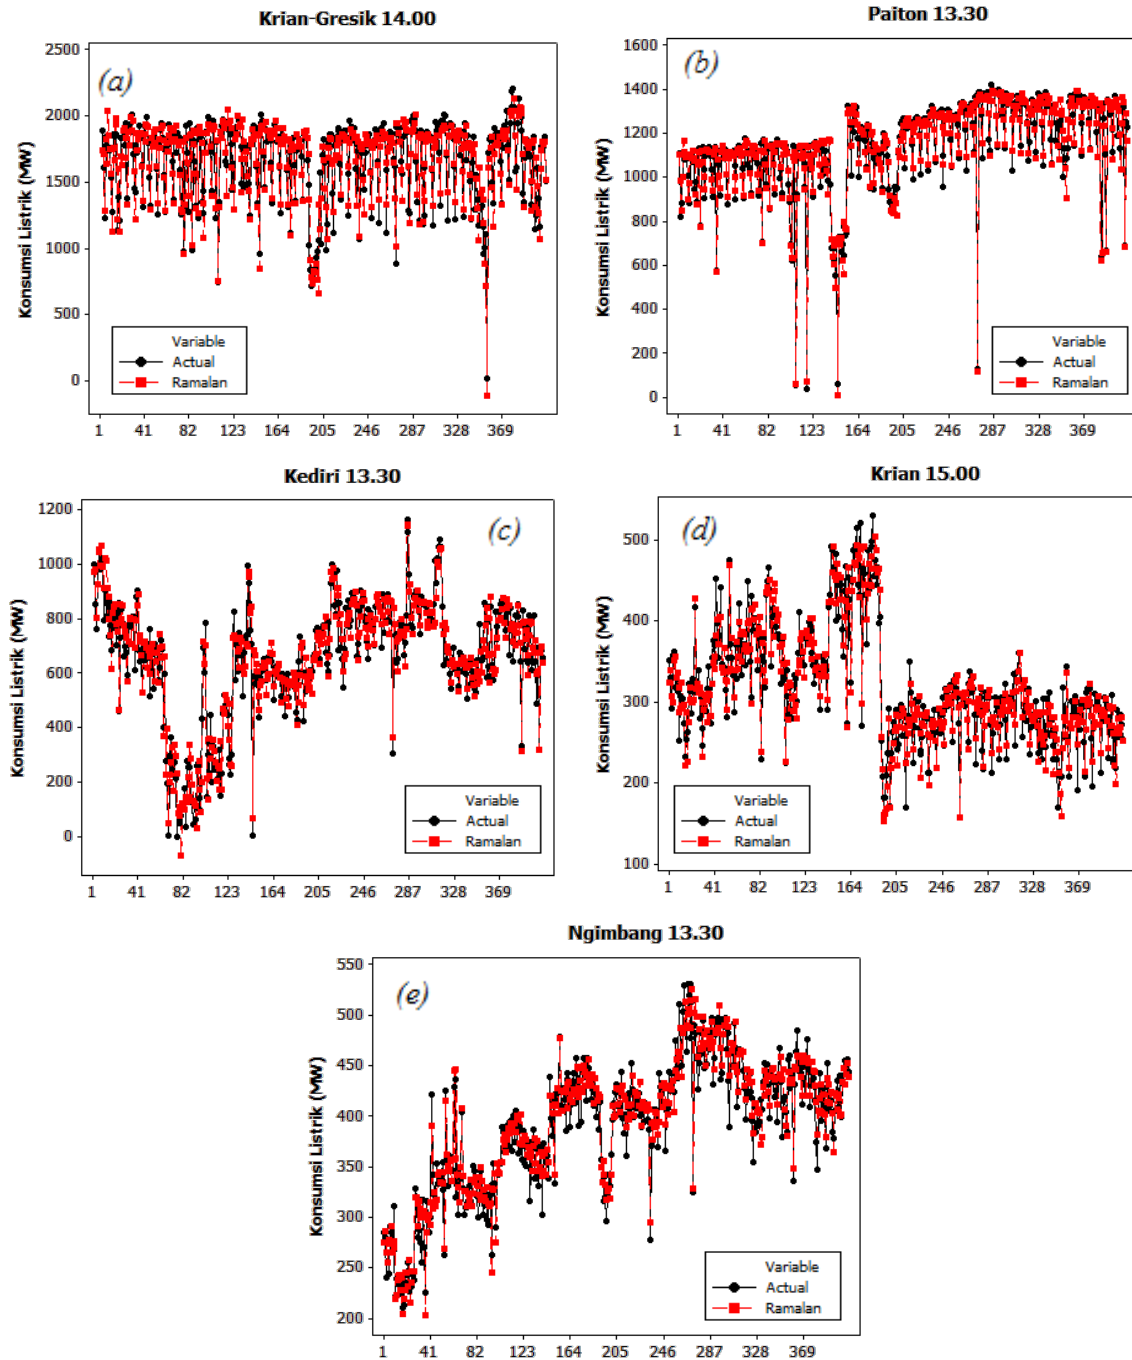 Krian-Gresik 14.00
(a)
Konsumsi Listrik (MW)
2500
2000
1500
1000
500
0
1 41 82 123 164 205 246 287 328 369
Variable
Actual
Ramalan
Paiton 13.30
(b)
Konsumsi Listrik (MW)
1600
1400
1200
1000
800
600
400
200
0
1 41 82 123 164 205 246 287 328 369
Variable
Actual
Ramalan
Kediri 13.30
(c)
Konsumsi Listrik (MW)
1200
1000
800
600
400
200
0
1 41 82 123 164 205 246 287 328 369
Variable
Actual
Ramalan
Krian 15.00
(d)
Konsumsi Listrik (MW)
500
400
300
200
100
1 41 82 123 164 205 246 287 328 369
Variable
Actual
Ramalan
Ngimbang 13.30
(e)
Konsumsi Listrik (MW)
550
500
450
400
350
300
250
200
1 41 82 123 164 205 246 287 328 369
Variable
Actual
Ramalan